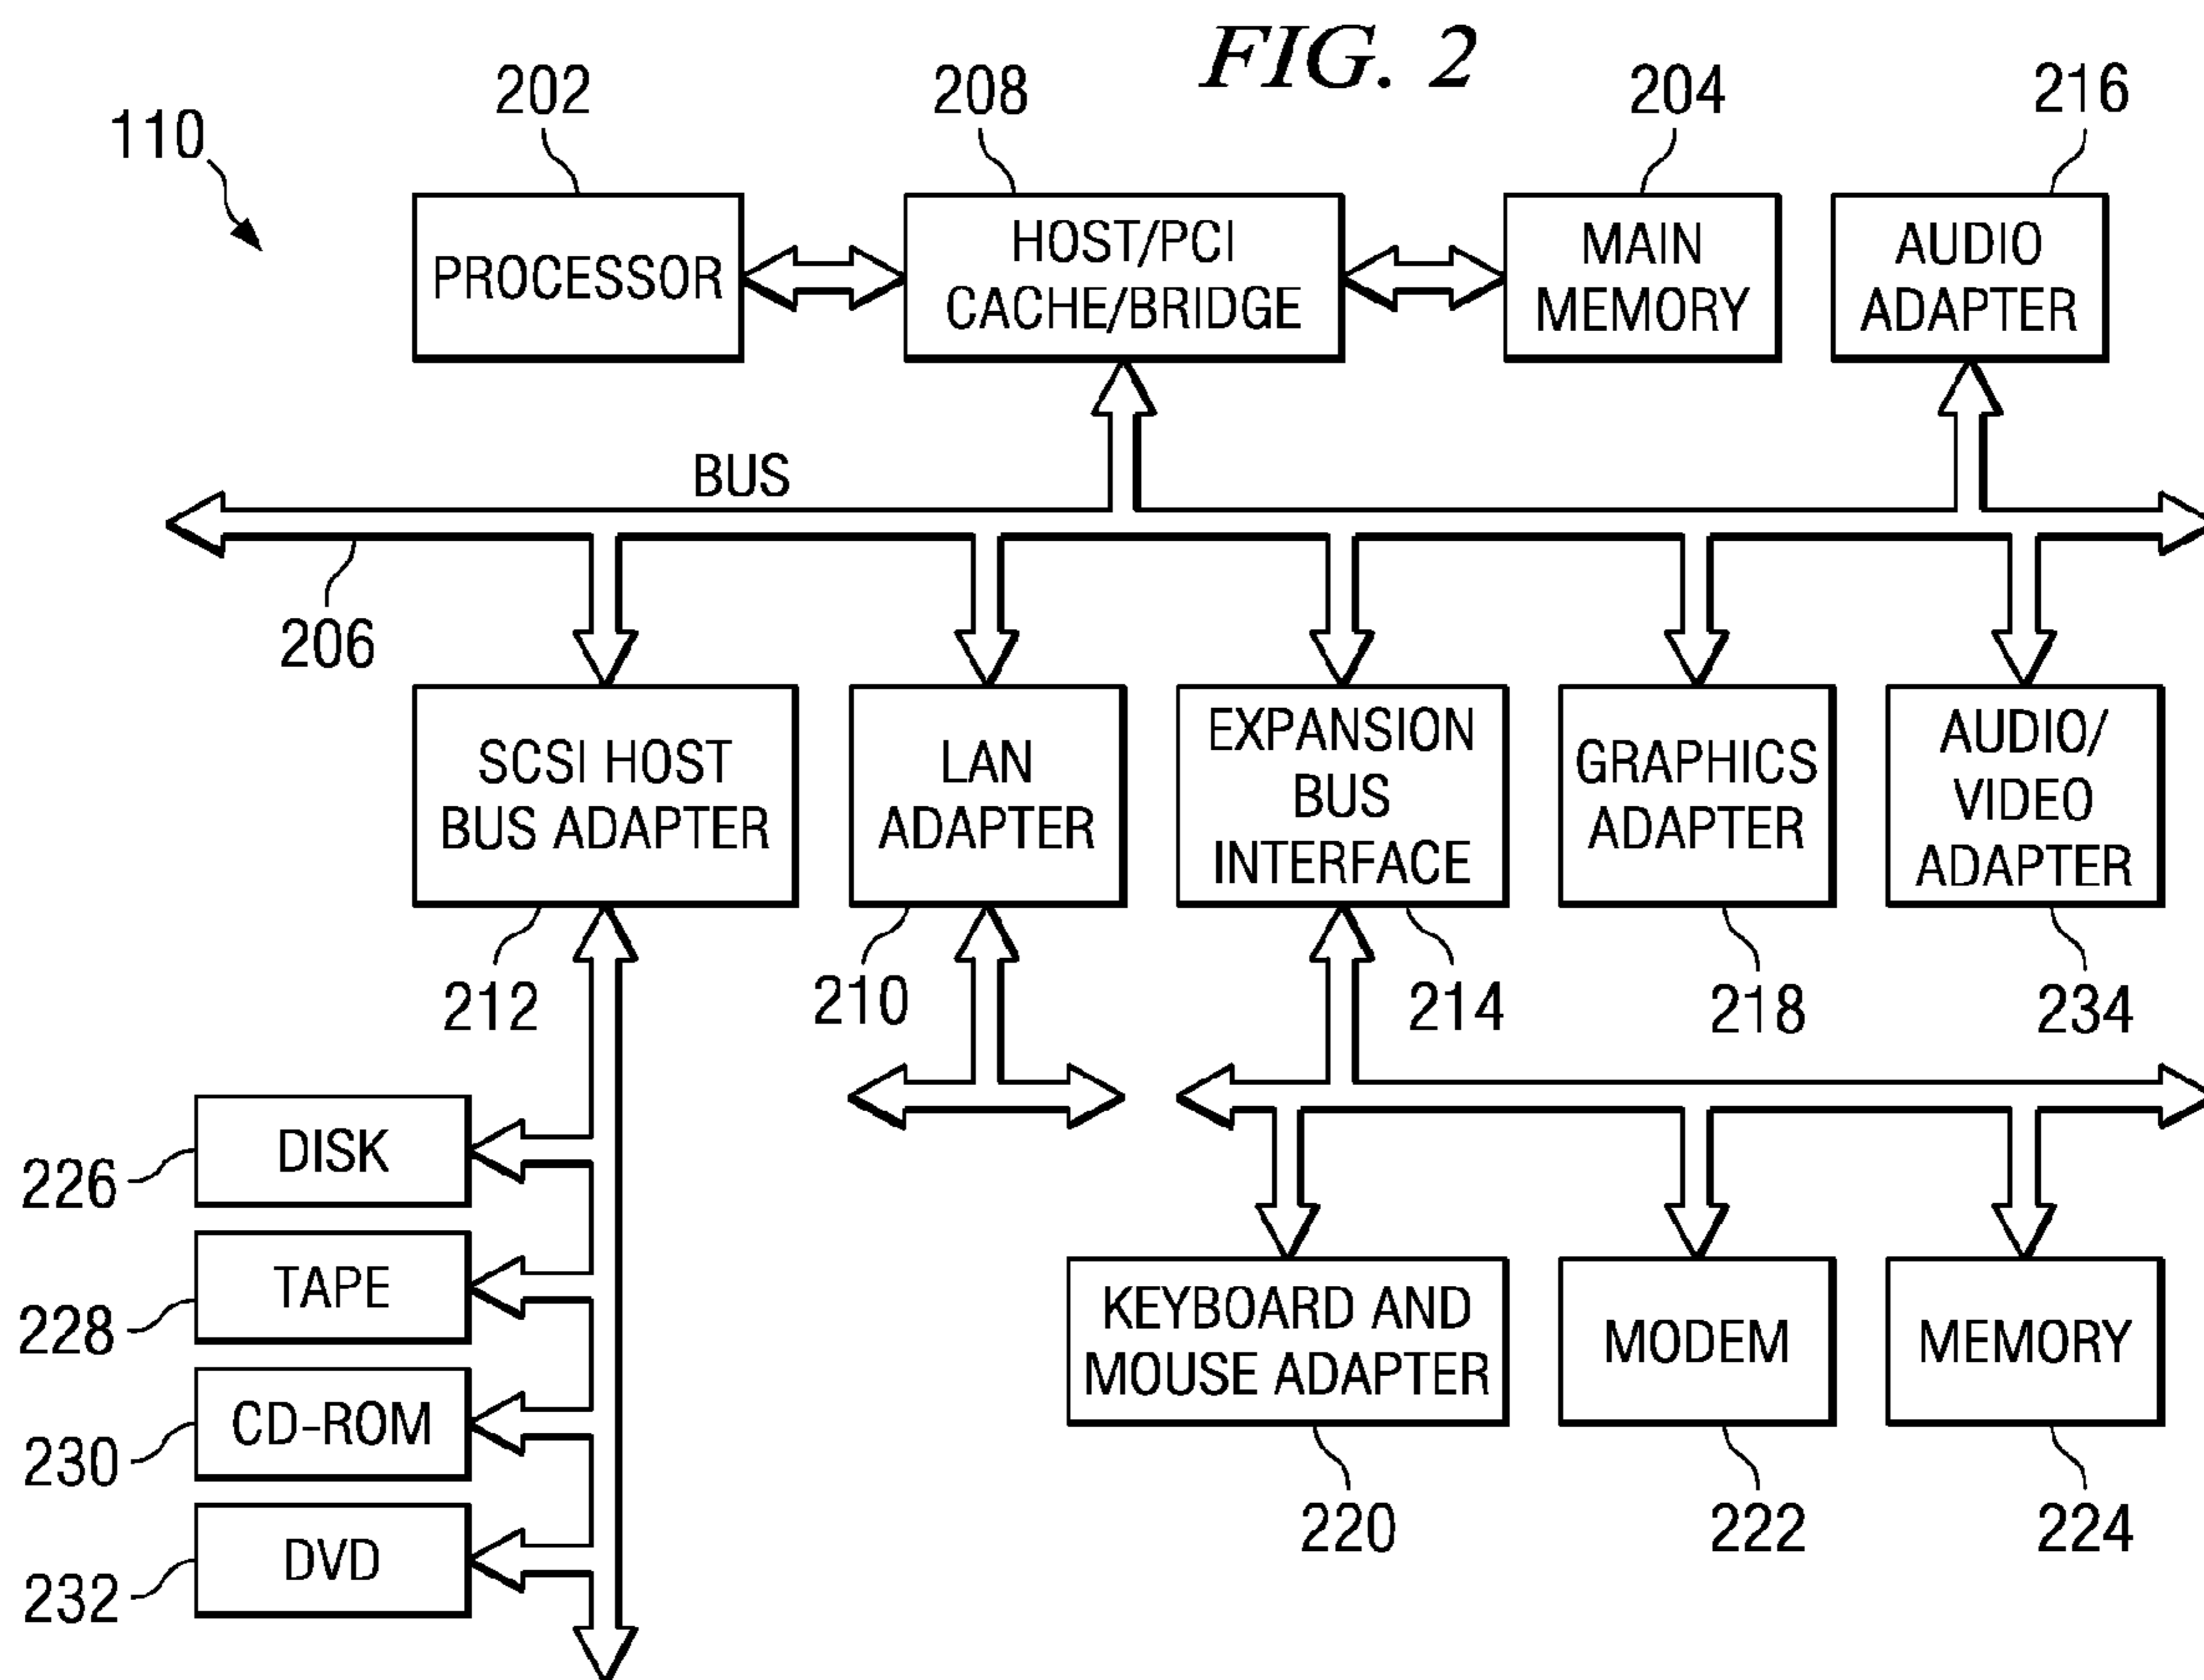 FIG. 2
110
202
208
204
216
PROCESSOR
HOST/PCI
CACHE/BRIDGE
MAIN
MEMORY
AUDIO
ADAPTER
BUS
206
SCSI HOST
BUS ADAPTER
LAN
ADAPTER
EXPANSION
BUS
INTERFACE
GRAPHICS
ADAPTER
AUDIO/
VIDEO
ADAPTER
212
210
214
218
234
DISK
226
TAPE
228
CD-ROM
230
DVD
232
KEYBOARD AND
MOUSE ADAPTER
MODEM
MEMORY
220
222
224